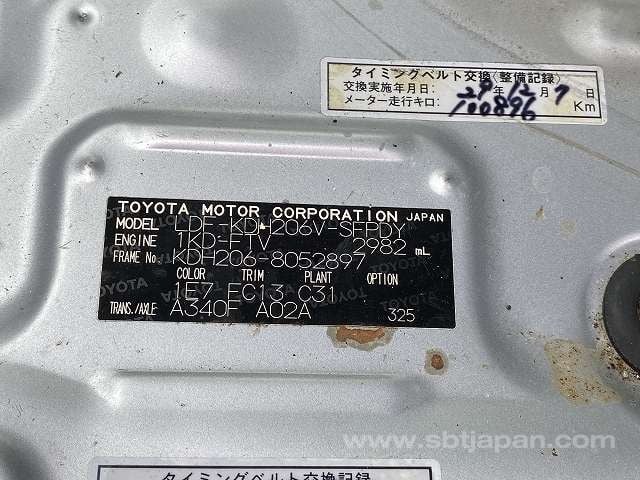 タイミングベルト交換(整備記録)
交換実施年月日: 29年 12月 7日
メーター走行キロ: 100896 Km
TOYOTA MOTOR CORPORATION JAPAN
MODEL LDF-KDH206V-SFPDY
ENGINE 1KD-FTV 2982 mL
FRAME No. KDH206-8052897
COLOR TRIM PLANT OPTION
1E7 EC13 C31
TRANS./AXLE A340F A02A 325
www.sbtjapan.com
タイミングベルト交換記録